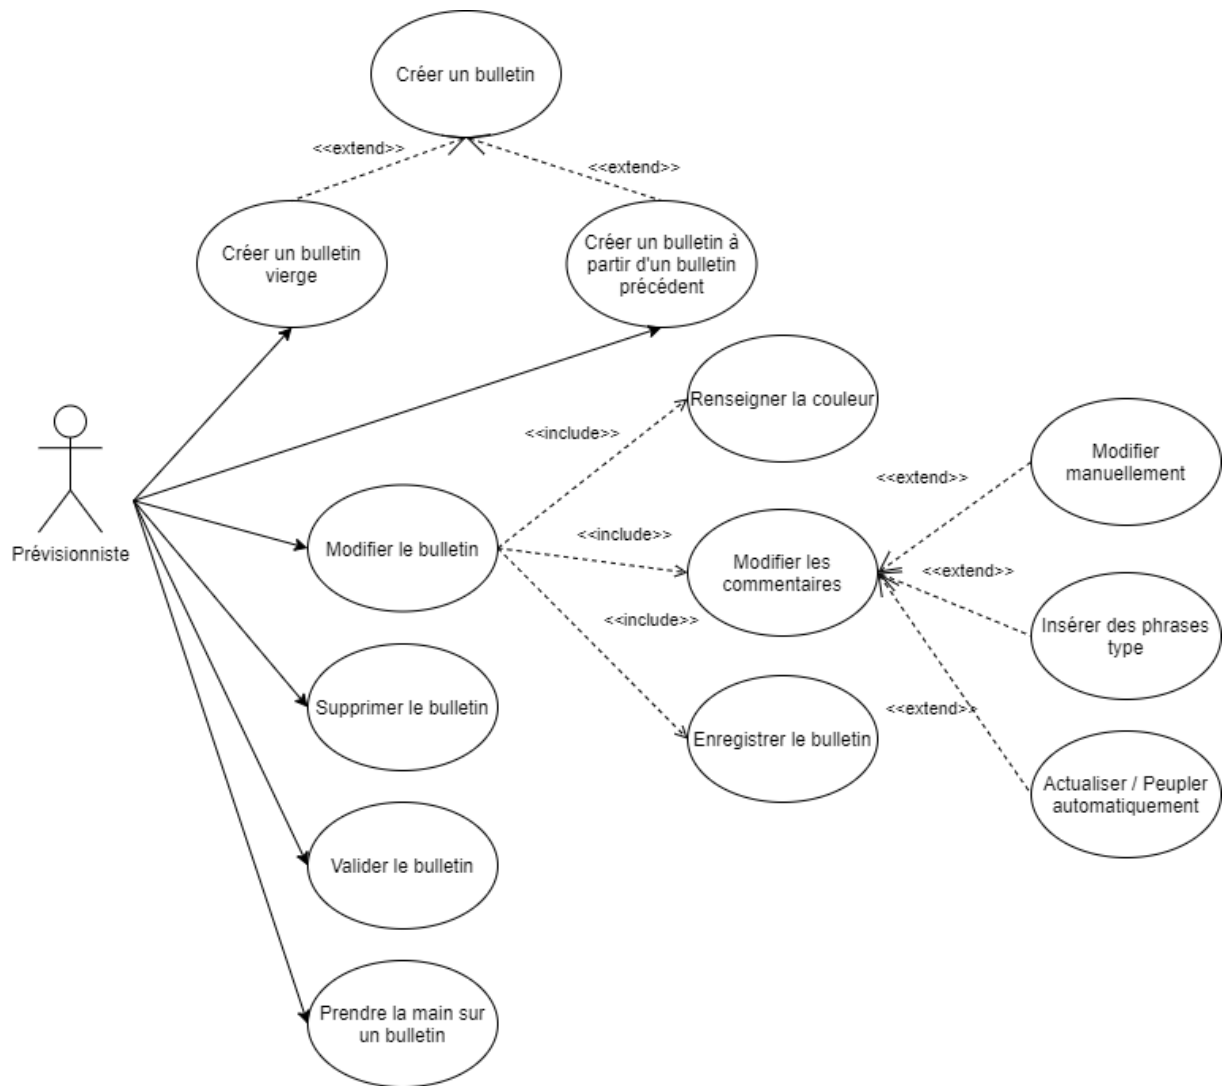 Créer un bulletin
<<extend>>
<<extend>>
Créer un bulletin
vierge
Créer un bulletin à
partir d'un bulletin
précédent
Renseigner la couleur
<<include>>
Modifier
manuellement
<<extend>>
Prévisionniste
Modifier le bulletin
<<include>>
Modifier les
commentaires
<<extend>>
<<include>>
Insérer des phrases
type
Supprimer le bulletin
<<extend>>
Enregistrer le bulletin
Actualiser / Peupler
automatiquement
Valider le bulletin
Prendre la main sur
un bulletin